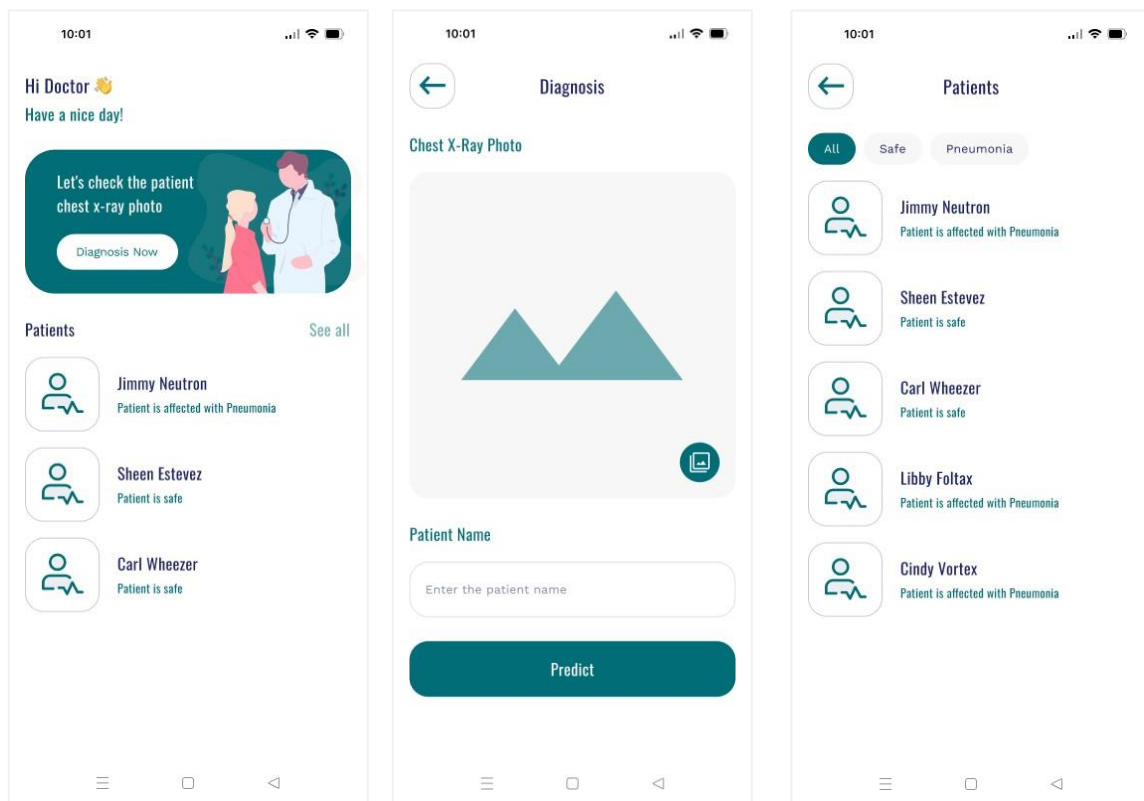 10:01
Hi Doctor 👋
Have a nice day!
Let's check the patient
chest x-ray photo
Diagnosis Now
Patients
See all
Jimmy Neutron
Patient is affected with Pneumonia
Sheen Estevez
Patient is safe
Carl Wheezer
Patient is safe
10:01
Diagnosis
Chest X-Ray Photo
Patient Name
Enter the patient name
Predict
10:01
Patients
All
Safe
Pneumonia
Jimmy Neutron
Patient is affected with Pneumonia
Sheen Estevez
Patient is safe
Carl Wheezer
Patient is safe
Libby Foltax
Patient is affected with Pneumonia
Cindy Vortex
Patient is affected with Pneumonia